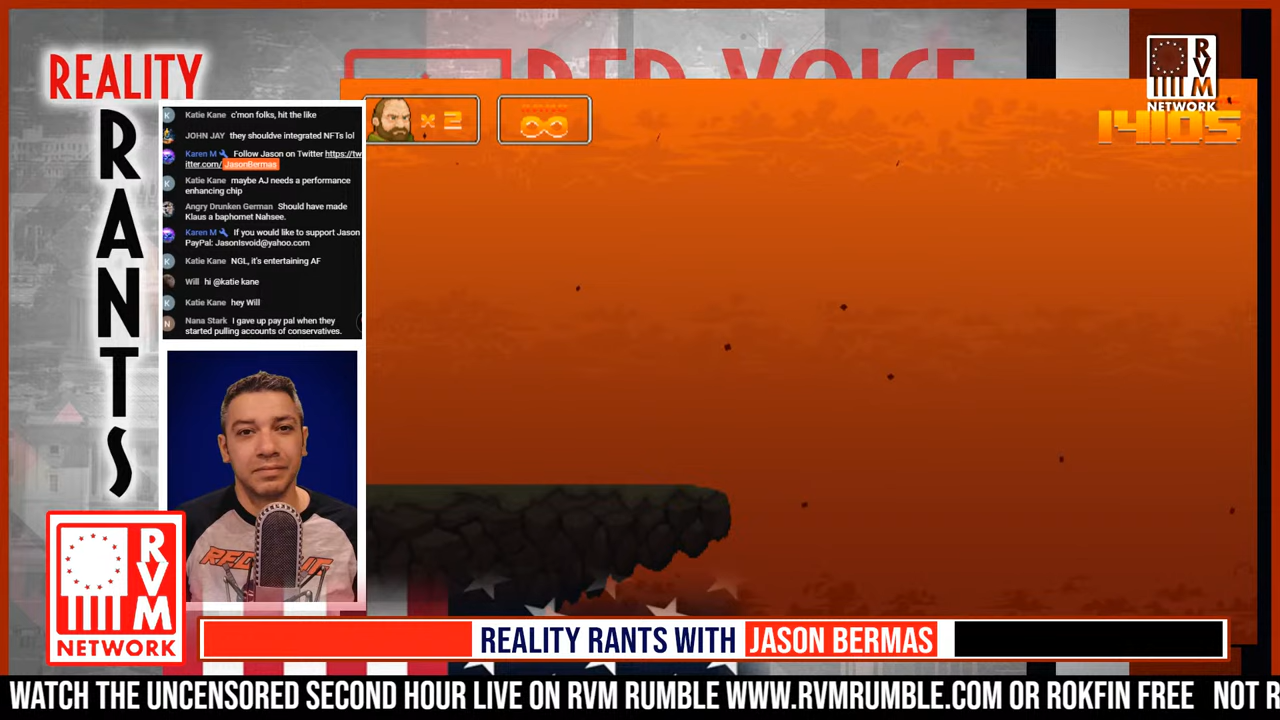 REALITY
RANTS
RED VOICE
RVM
NETWORK
x 2
14105
Katie Kane c'mon folks, hit the like
JOHN JAY they shouldve integrated NFTs lol
Karen M Follow Jason on Twitter https://tw
itter.com/JasonBermas
Katie Kane maybe AJ needs a performance
enhancing chip
Angry Drunken German Should have made
Klaus a baphomet Nahsee.
Karen M If you would like to support Jason
PayPal: JasonIsvoid@yahoo.com
Katie Kane NGL, it's entertaining AF
Will hi @katie kane
Katie Kane hey Will
Nana Stark I gave up pay pal when they
started pulling accounts of conservatives.
RVM
NETWORK
REALITY RANTS WITH JASON BERMAS
WATCH THE UNCENSORED SECOND HOUR LIVE ON RVM RUMBLE WWW.RVMRUMBLE.COM OR ROKFIN FREE NOT R